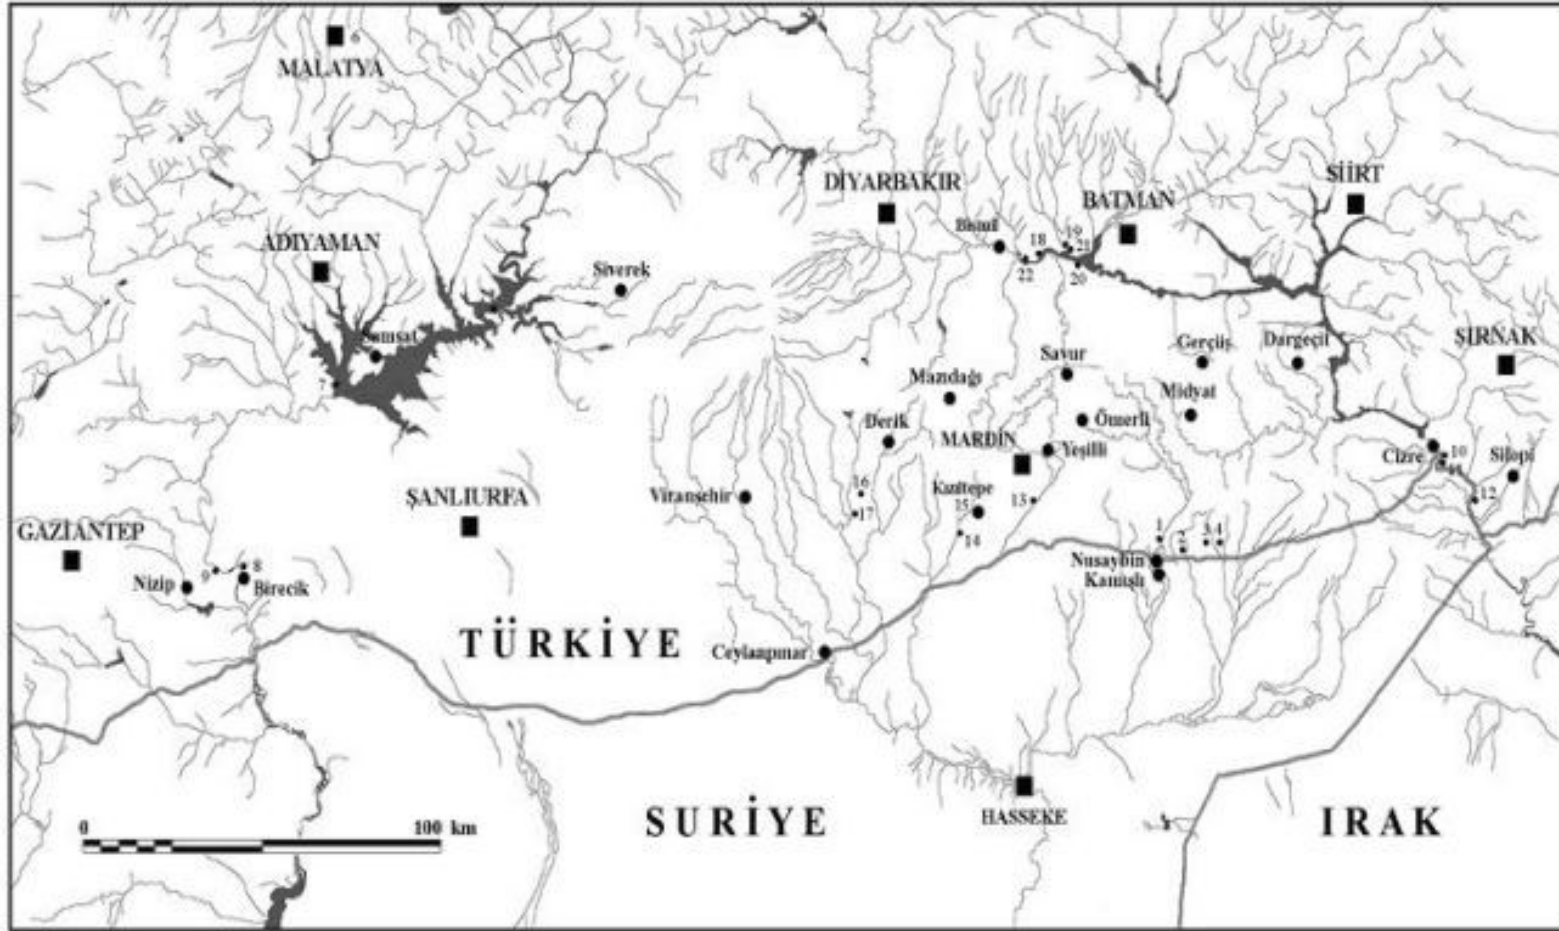 6
MALATYA
SİİRT
DİYARBAKIR
BATMAN
Bismil
19
18
21
ADIYAMAN
22
20
Siverek
Samsat
Gerçüş
Dargeçit
ŞIRNAK
Savur
7
Mazıdağı
Midyat
Derik
Ömerli
MARDİN
Yeşilli
Cizre
10
11
Silopi
ŞANLIURFA
Viranşehir
16
Kızıltepe
13
12
15
17
GAZİANTEP
14
1
2
3
4
9
8
Nusaybin
Nizip
Birecik
Kamışlı
TÜRKİYE
Ceylanpınar
SURİYE
HASSEKE
IRAK
0
100 km